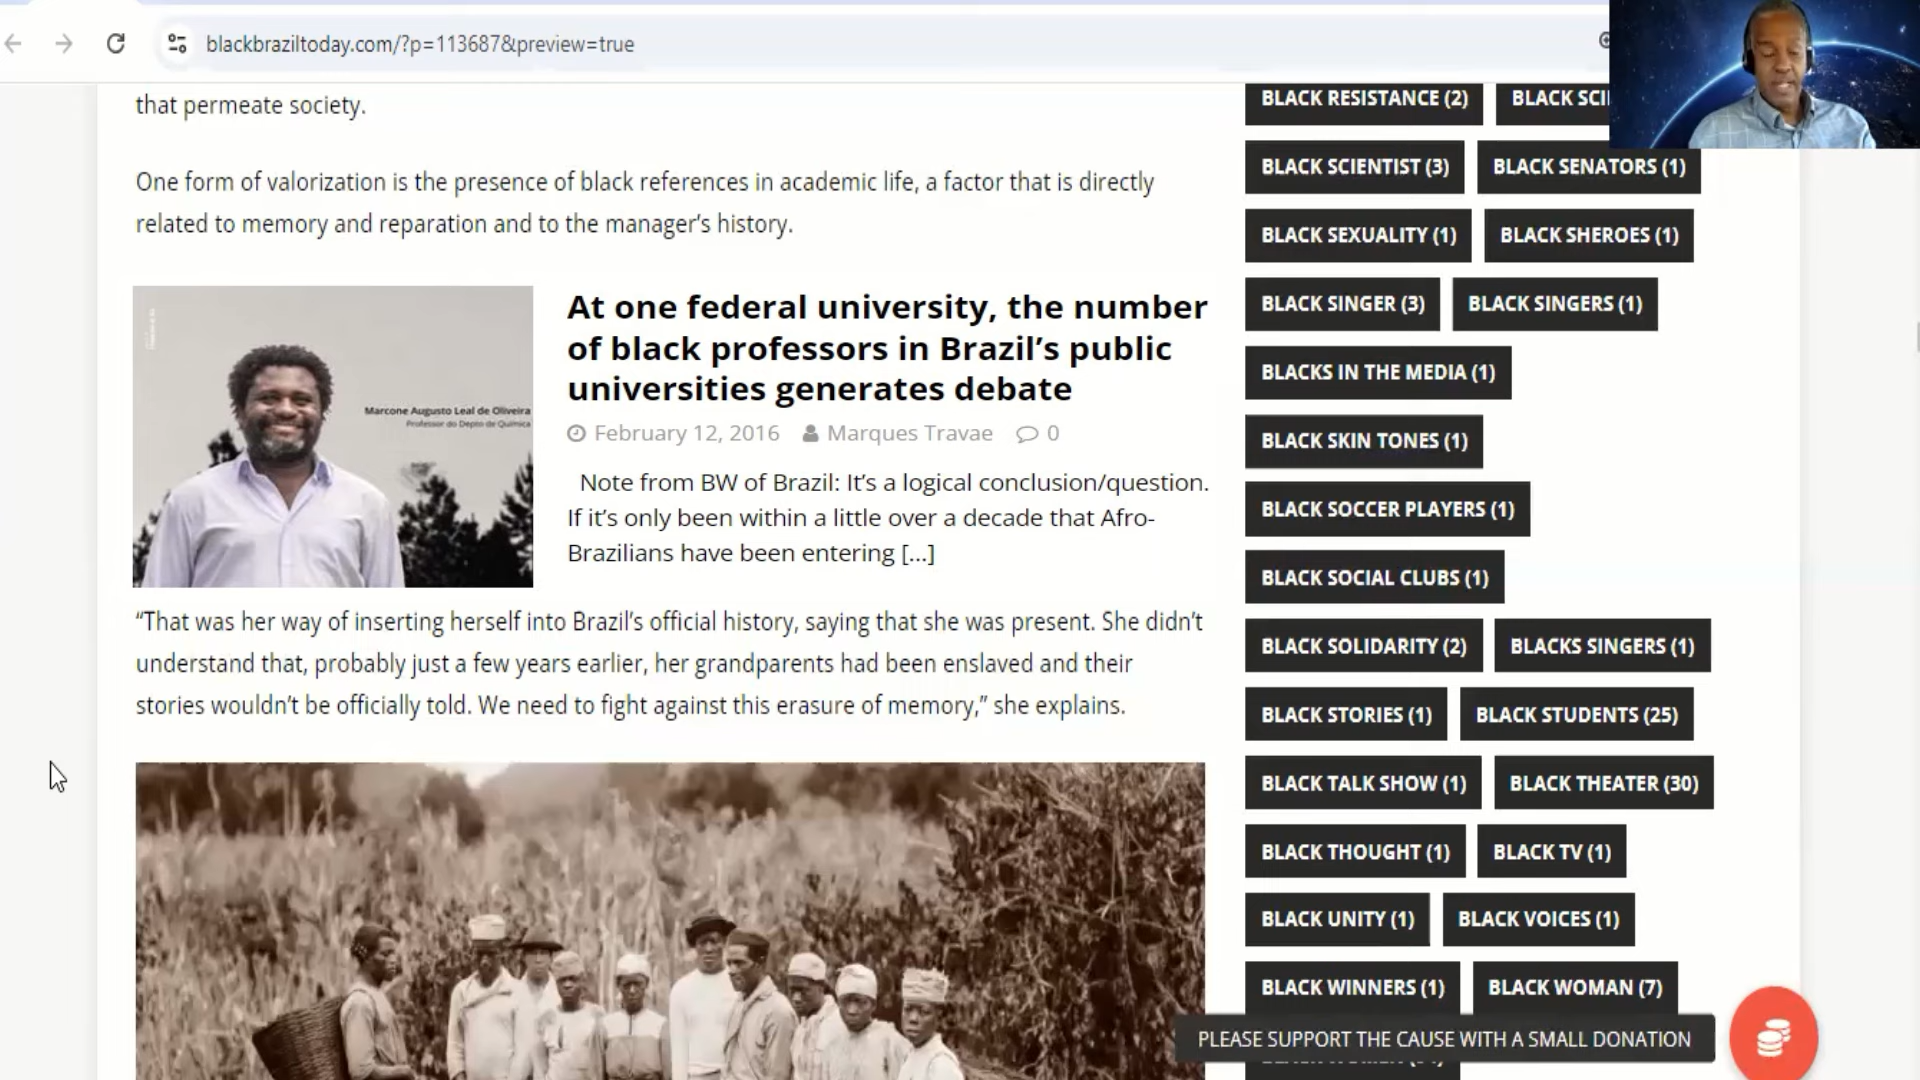 blackbraziltoday.com/?p=113687&preview=true
that permeate society.
One form of valorization is the presence of black references in academic life, a factor that is directly
related to memory and reparation and to the manager’s history.
Marcone Augusto Leal de Oliveira
Professor do Depto de Química
At one federal university, the number
of black professors in Brazil’s public
universities generates debate
February 12, 2016 Marques Travae 0
Note from BW of Brazil: It’s a logical conclusion/question.
If it’s only been within a little over a decade that Afro-
Brazilians have been entering [...]
“That was her way of inserting herself into Brazil’s official history, saying that she was present. She didn’t
understand that, probably just a few years earlier, her grandparents had been enslaved and their
stories wouldn’t be officially told. We need to fight against this erasure of memory,” she explains.
BLACK RESISTANCE (2) BLACK SCI
BLACK SCIENTIST (3) BLACK SENATORS (1)
BLACK SEXUALITY (1) BLACK SHEROES (1)
BLACK SINGER (3) BLACK SINGERS (1)
BLACKS IN THE MEDIA (1)
BLACK SKIN TONES (1)
BLACK SOCCER PLAYERS (1)
BLACK SOCIAL CLUBS (1)
BLACK SOLIDARITY (2) BLACKS SINGERS (1)
BLACK STORIES (1) BLACK STUDENTS (25)
BLACK TALK SHOW (1) BLACK THEATER (30)
BLACK THOUGHT (1) BLACK TV (1)
BLACK UNITY (1) BLACK VOICES (1)
BLACK WINNERS (1) BLACK WOMAN (7)
PLEASE SUPPORT THE CAUSE WITH A SMALL DONATION